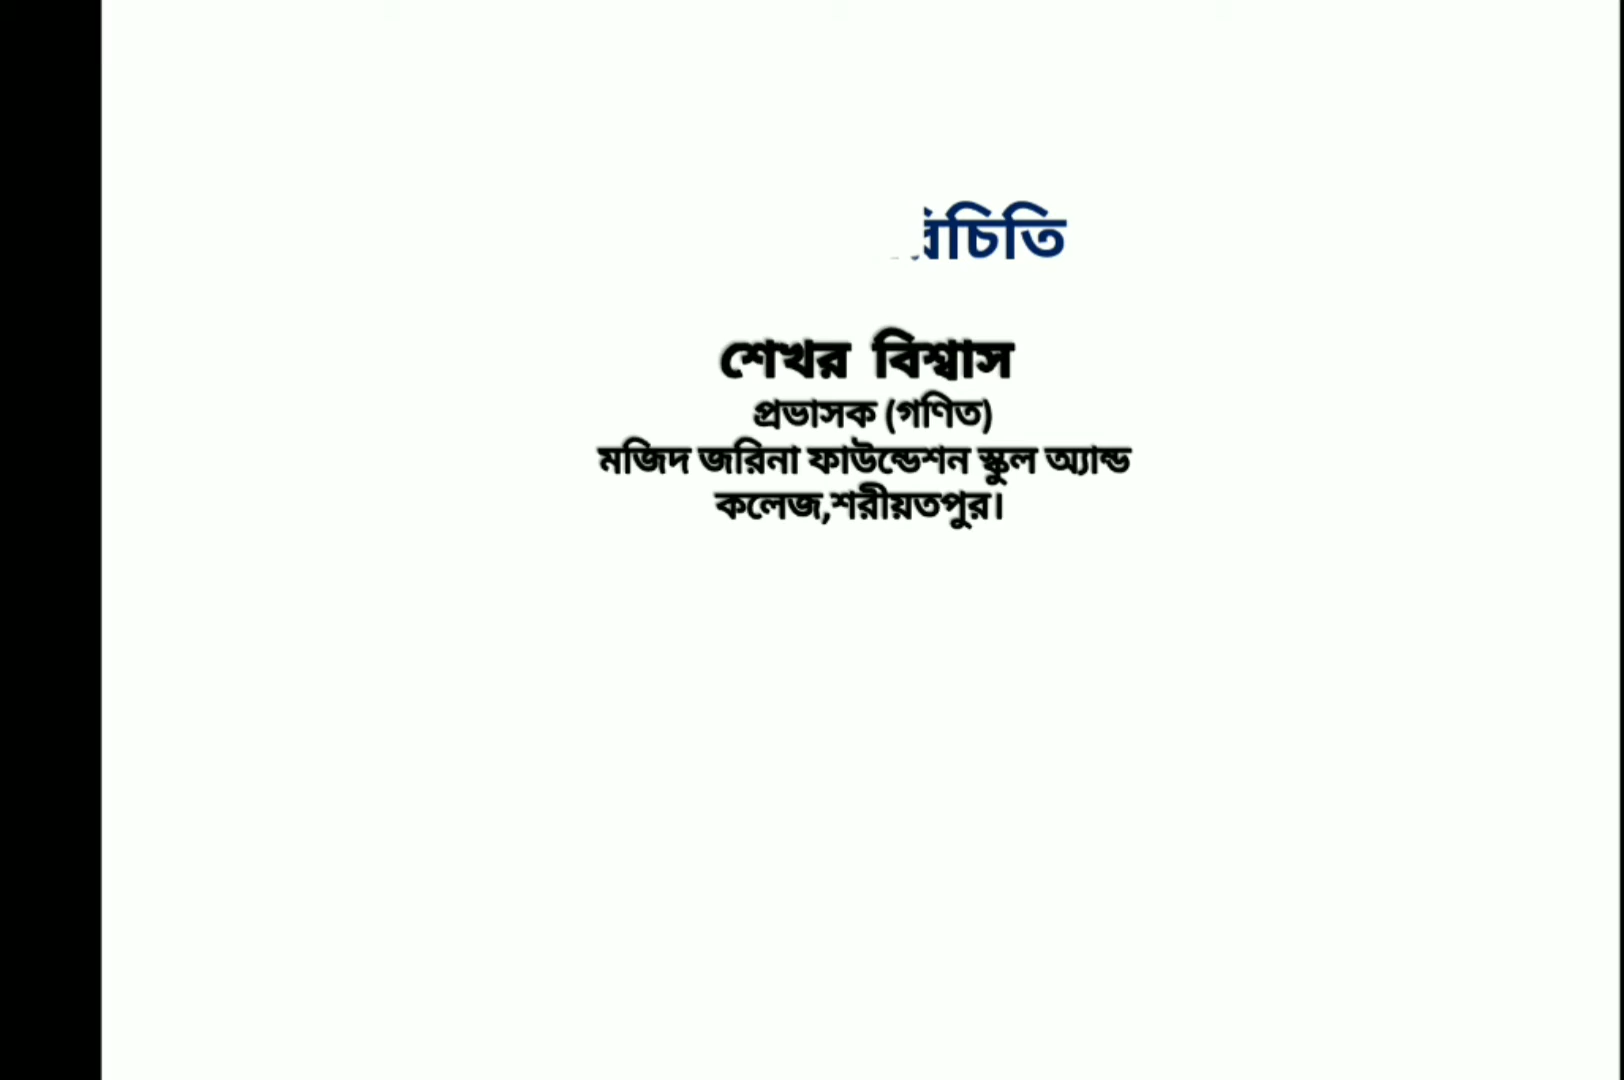 শেখর বিশ্বাস
প্রভাসক (গণিত)
মজিদ জরিনা ফাউন্ডেশন স্কুল অ্যান্ড
কলেজ,শরীয়তপুর।